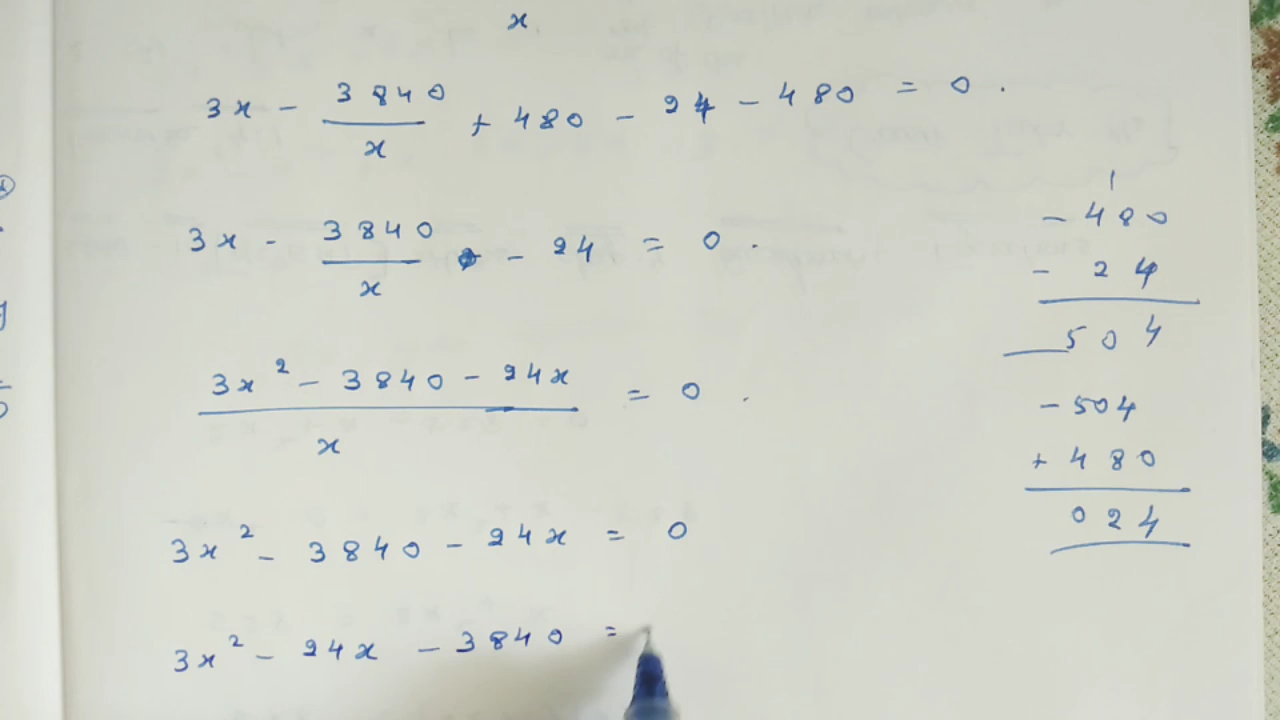 x
3x - 3840/x + 480 - 24 - 480 = 0.
3x - 3840/x - 24 = 0.
(3x² - 3840 - 24x)/x = 0.
3x² - 3840 - 24x = 0
3x² - 24x - 3840 =
1
- 480
- 24
504
- 504
+ 480
024